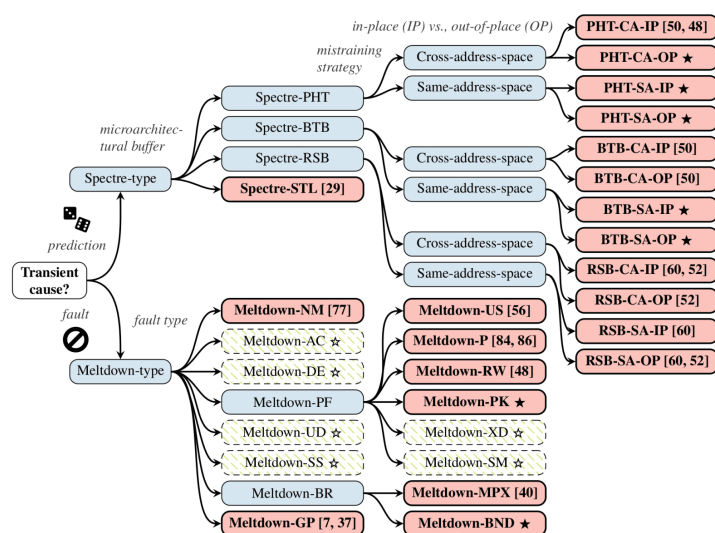 in-place (IP) vs., out-of-place (OP)
mistraining
strategy
microarchitec-
tural buffer
prediction
Transient
cause?
fault
fault type
Spectre-type
Spectre-PHT
Spectre-BTB
Spectre-RSB
Spectre-STL [29]
Cross-address-space
Same-address-space
Cross-address-space
Same-address-space
Cross-address-space
Same-address-space
PHT-CA-IP [50, 48]
PHT-CA-OP ★
PHT-SA-IP ★
PHT-SA-OP ★
BTB-CA-IP [50]
BTB-CA-OP [50]
BTB-SA-IP ★
BTB-SA-OP ★
RSB-CA-IP [60, 52]
RSB-CA-OP [52]
RSB-SA-IP [60]
RSB-SA-OP [60, 52]
Meltdown-type
Meltdown-NM [77]
Meltdown-AC ☆
Meltdown-DE ☆
Meltdown-PF
Meltdown-UD ☆
Meltdown-SS ☆
Meltdown-BR
Meltdown-GP [7, 37]
Meltdown-US [56]
Meltdown-P [84, 86]
Meltdown-RW [48]
Meltdown-PK ★
Meltdown-XD ☆
Meltdown-SM ☆
Meltdown-MPX [40]
Meltdown-BND ★